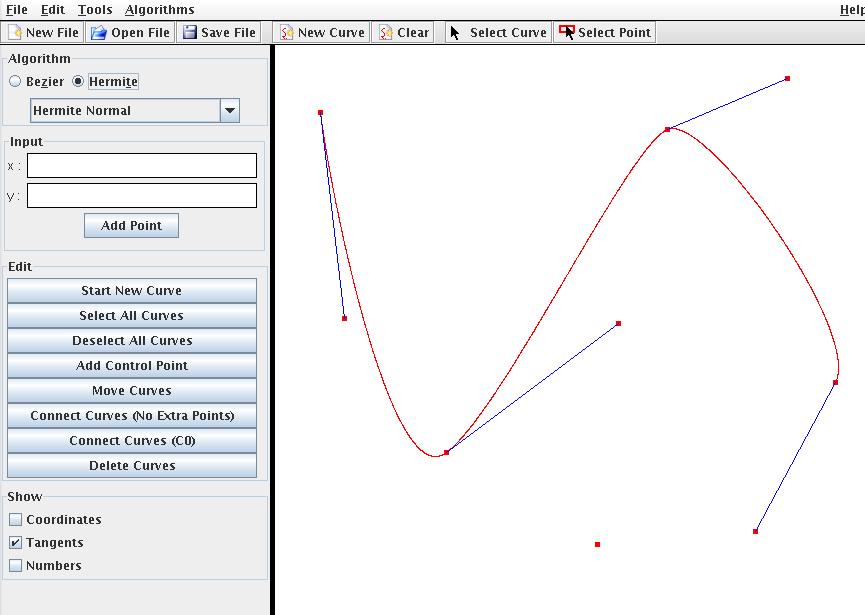 File Edit Tools Algorithms Help
New File Open File Save File New Curve Clear Select Curve Select Point
Algorithm
Bezier Hermite
Hermite Normal
Input
x :
y :
Add Point
Edit
Start New Curve
Select All Curves
Deselect All Curves
Add Control Point
Move Curves
Connect Curves (No Extra Points)
Connect Curves (C0)
Delete Curves
Show
Coordinates
Tangents
Numbers